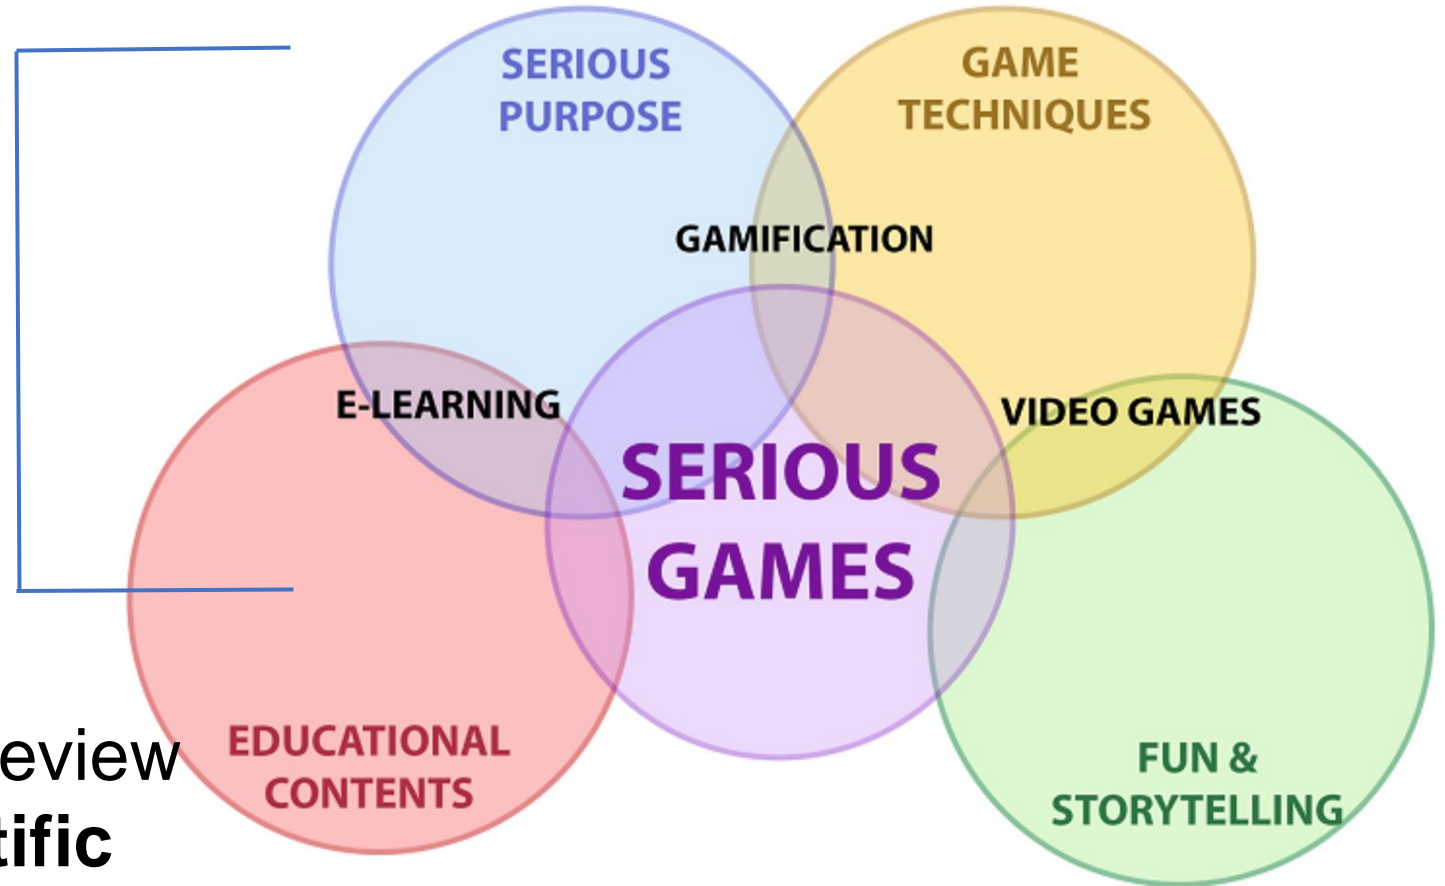 SERIOUS
PURPOSE
GAME
TECHNIQUES
GAMIFICATION
E-LEARNING
VIDEO GAMES
SERIOUS
GAMES
EDUCATIONAL
CONTENTS
FUN &
STORYTELLING
eview
tific